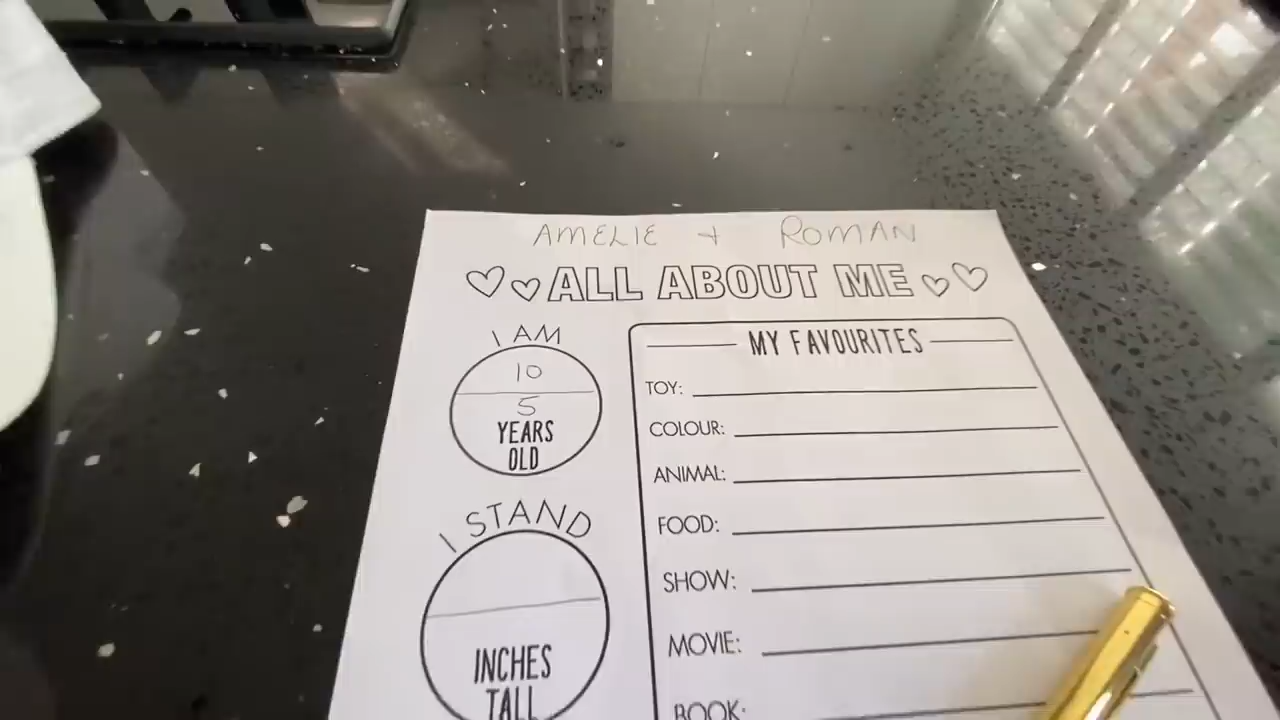 AMELIE + ROMAN
ALL ABOUT ME
I AM
10
5
YEARS
OLD
I STAND
INCHES
TALL
MY FAVOURITES
TOY:
COLOUR:
ANIMAL:
FOOD:
SHOW:
MOVIE:
BOOK: